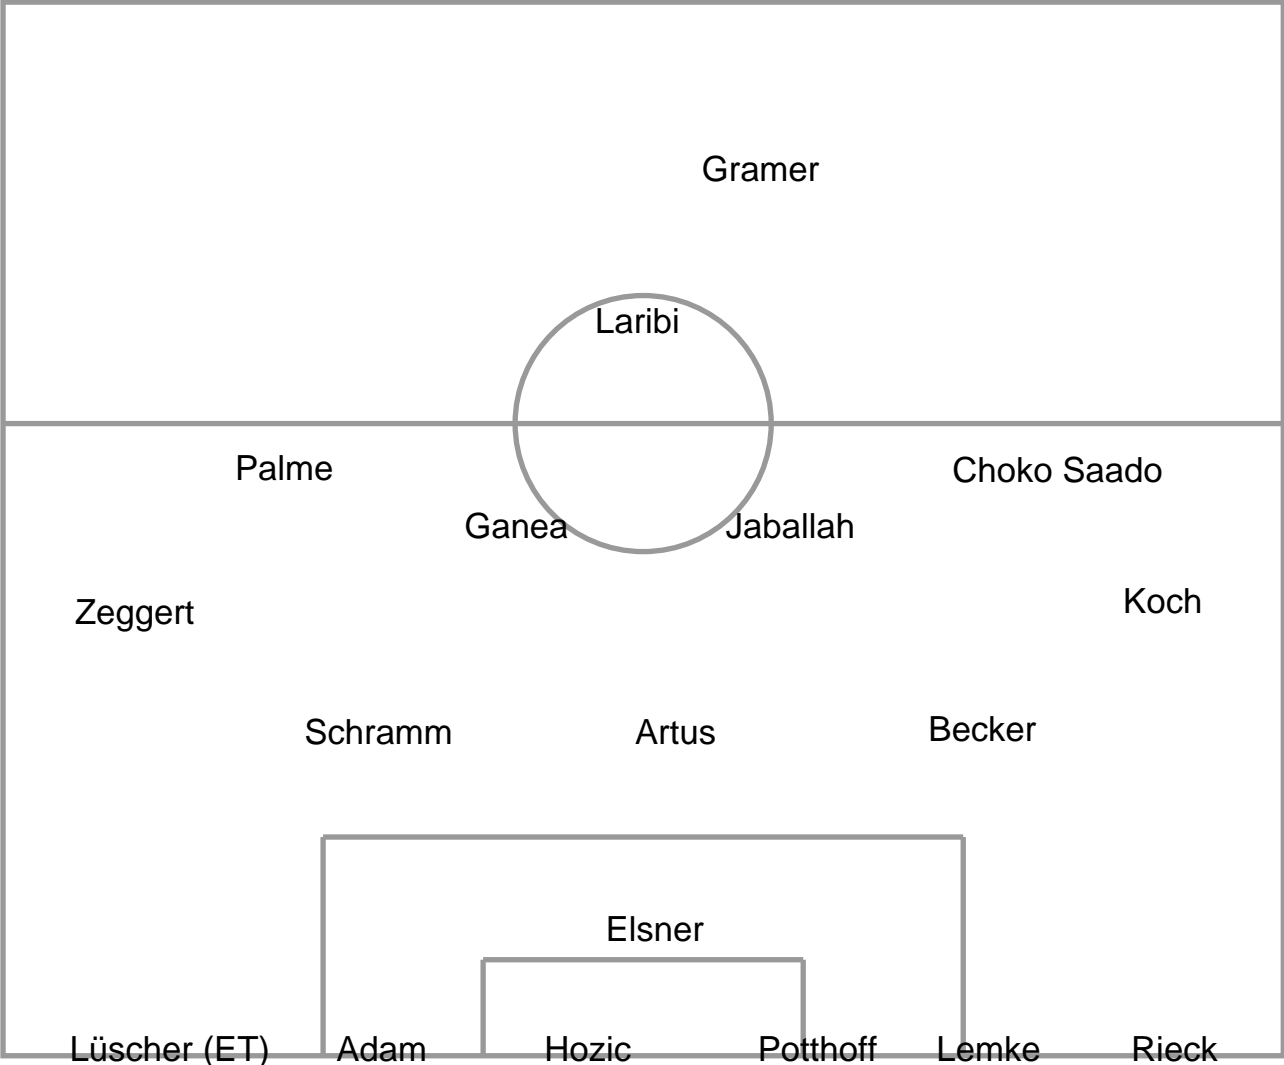 Gramer
Laribi
Palme
Choko Saado
Ganea
Jaballah
Zeggert
Koch
Schramm
Artus
Becker
Elsner
Lüscher (ET)
Adam
Hozic
Potthoff
Lemke
Rieck